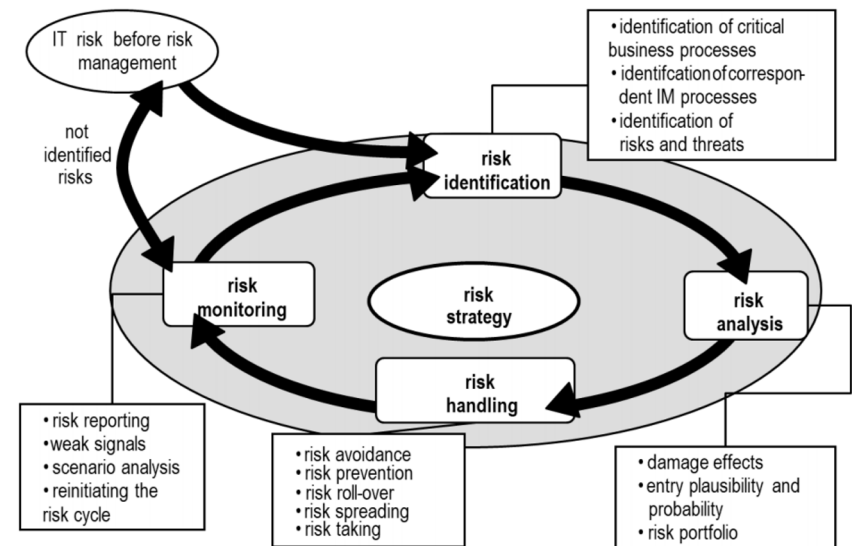 IT risk before risk
management
• identification of critical
business processes
• identifcation of correspon-
dent IM processes
• identification of
risks and threats
not
identified
risks
risk
identification
risk
monitoring
risk
strategy
risk
analysis
risk
handling
• risk reporting
• weak signals
• scenario analysis
• reinitiating the
risk cycle
• risk avoidance
• risk prevention
• risk roll-over
• risk spreading
• risk taking
• damage effects
• entry plausibility and
probability
• risk portfolio